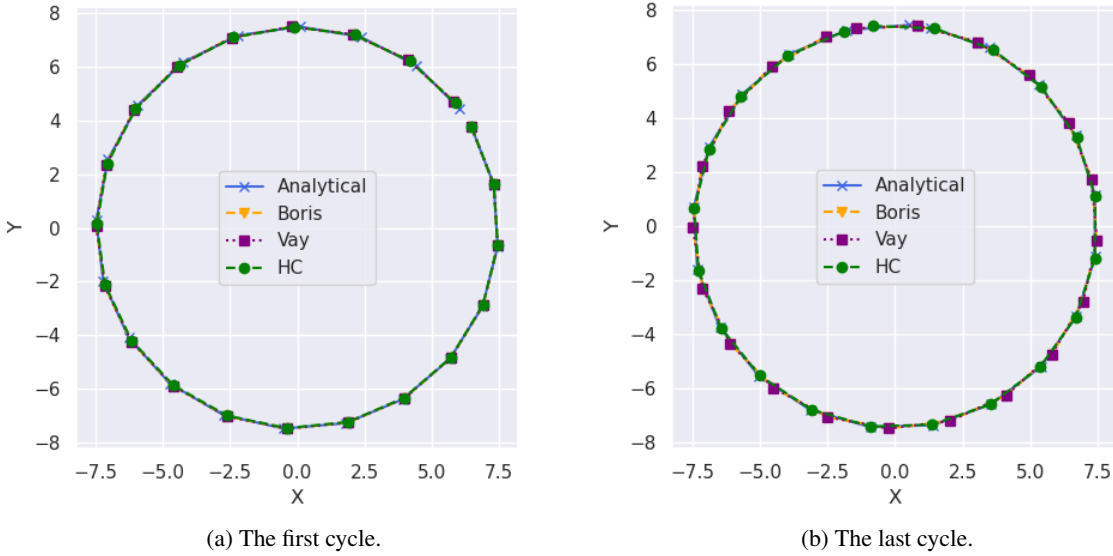 8
6
4
2
0
−2
−4
−6
−8
Y
Analytical
Boris
Vay
HC
−7.5 −5.0 −2.5 0.0 2.5 5.0 7.5
X
(a) The first cycle.
8
6
4
2
0
−2
−4
−6
−8
Y
Analytical
Boris
Vay
HC
−7.5 −5.0 −2.5 0.0 2.5 5.0 7.5
X
(b) The last cycle.